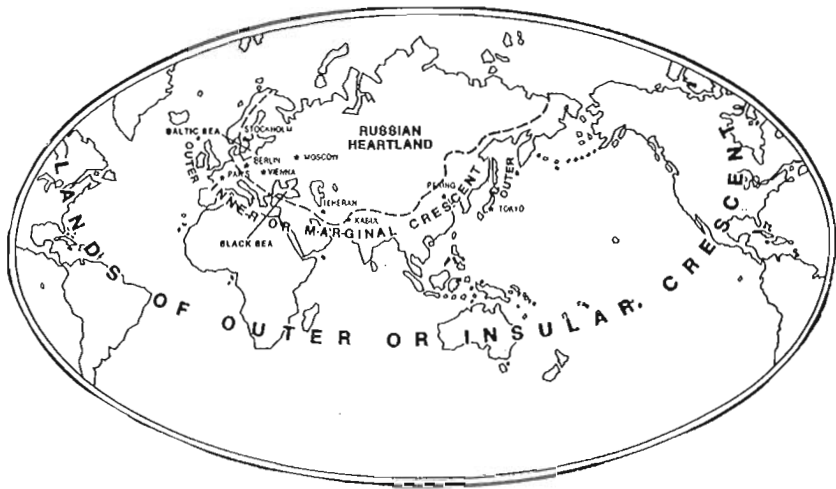 BALTIC SEA
STOCKHOLM
RUSSIAN
HEARTLAND
OUTER
BERLIN
MOSCOW
PARIS
VIENNA
TEHERAN
KABUL
PEKING
TOKYO
OUTER
BLACK SEA
INNER OR MARGINAL CRESCENT
LANDS OF OUTER OR INSULAR CRESCENT